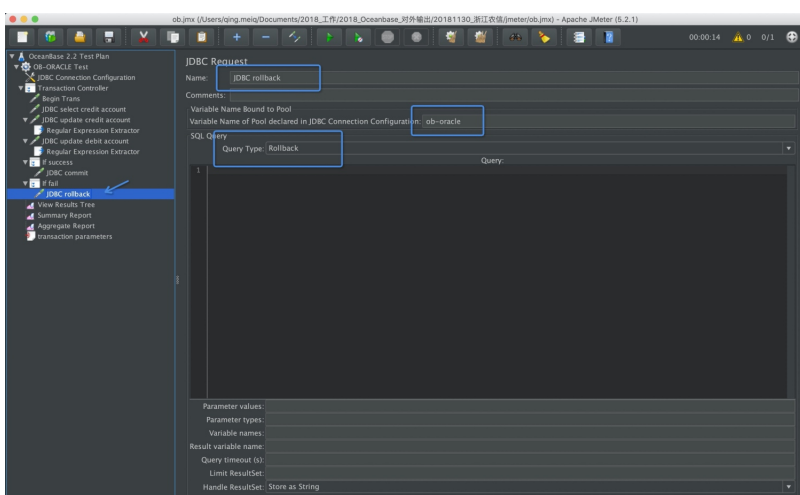 ob.jmx (/Users/qing.meiq/Documents/2018_工作/2018_Oceanbase_对外输出/20181130_浙江农信/jmeter/ob.jmx) - Apache JMeter (5.2.1)
00:00:14 0 0/1
OceanBase 2.2 Test Plan
OB-ORACLE Test
JDBC Connection Configuration
Transaction Controller
Begin Trans
JDBC select credit account
JDBC update credit account
Regular Expression Extractor
JDBC update debit account
Regular Expression Extractor
If success
JDBC commit
If fail
JDBC rollback
View Results Tree
Summary Report
Aggregate Report
transaction parameters
JDBC Request
Name: JDBC rollback
Comments:
Variable Name Bound to Pool
Variable Name of Pool declared in JDBC Connection Configuration: ob-oracle
SQL Query
Query Type: Rollback
Query:
1
Parameter values:
Parameter types:
Variable names:
Result variable name:
Query timeout (s):
Limit ResultSet:
Handle ResultSet: Store as String